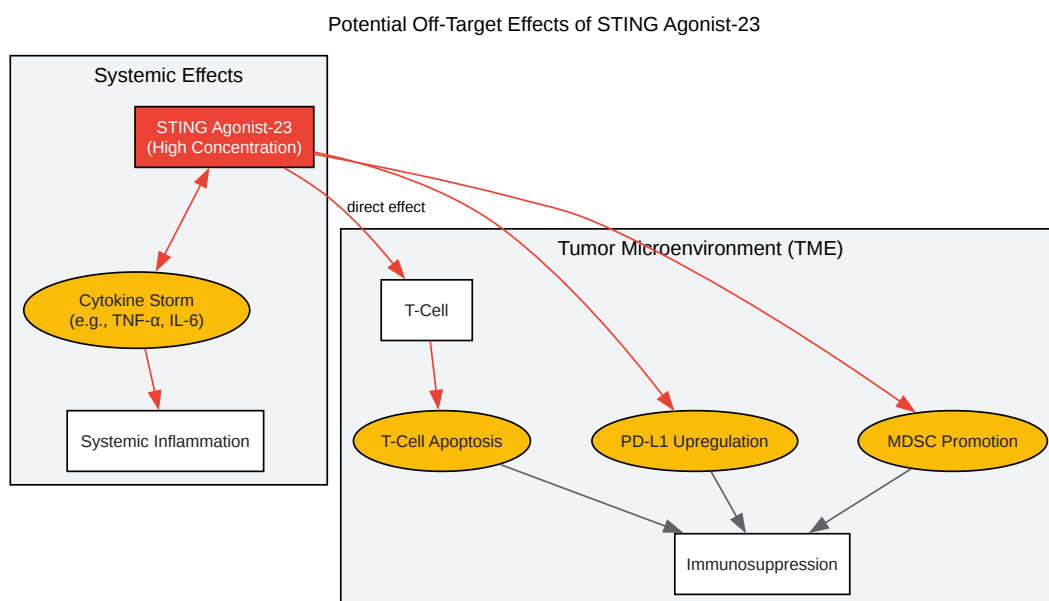 Potential Off-Target Effects of STING Agonist-23
Systemic Effects
STING Agonist-23
(High Concentration)
direct effect
Tumor Microenvironment (TME)
Cytokine Storm
(e.g., TNF-α, IL-6)
T-Cell
Systemic Inflammation
T-Cell Apoptosis
PD-L1 Upregulation
MDSC Promotion
Immunosuppression